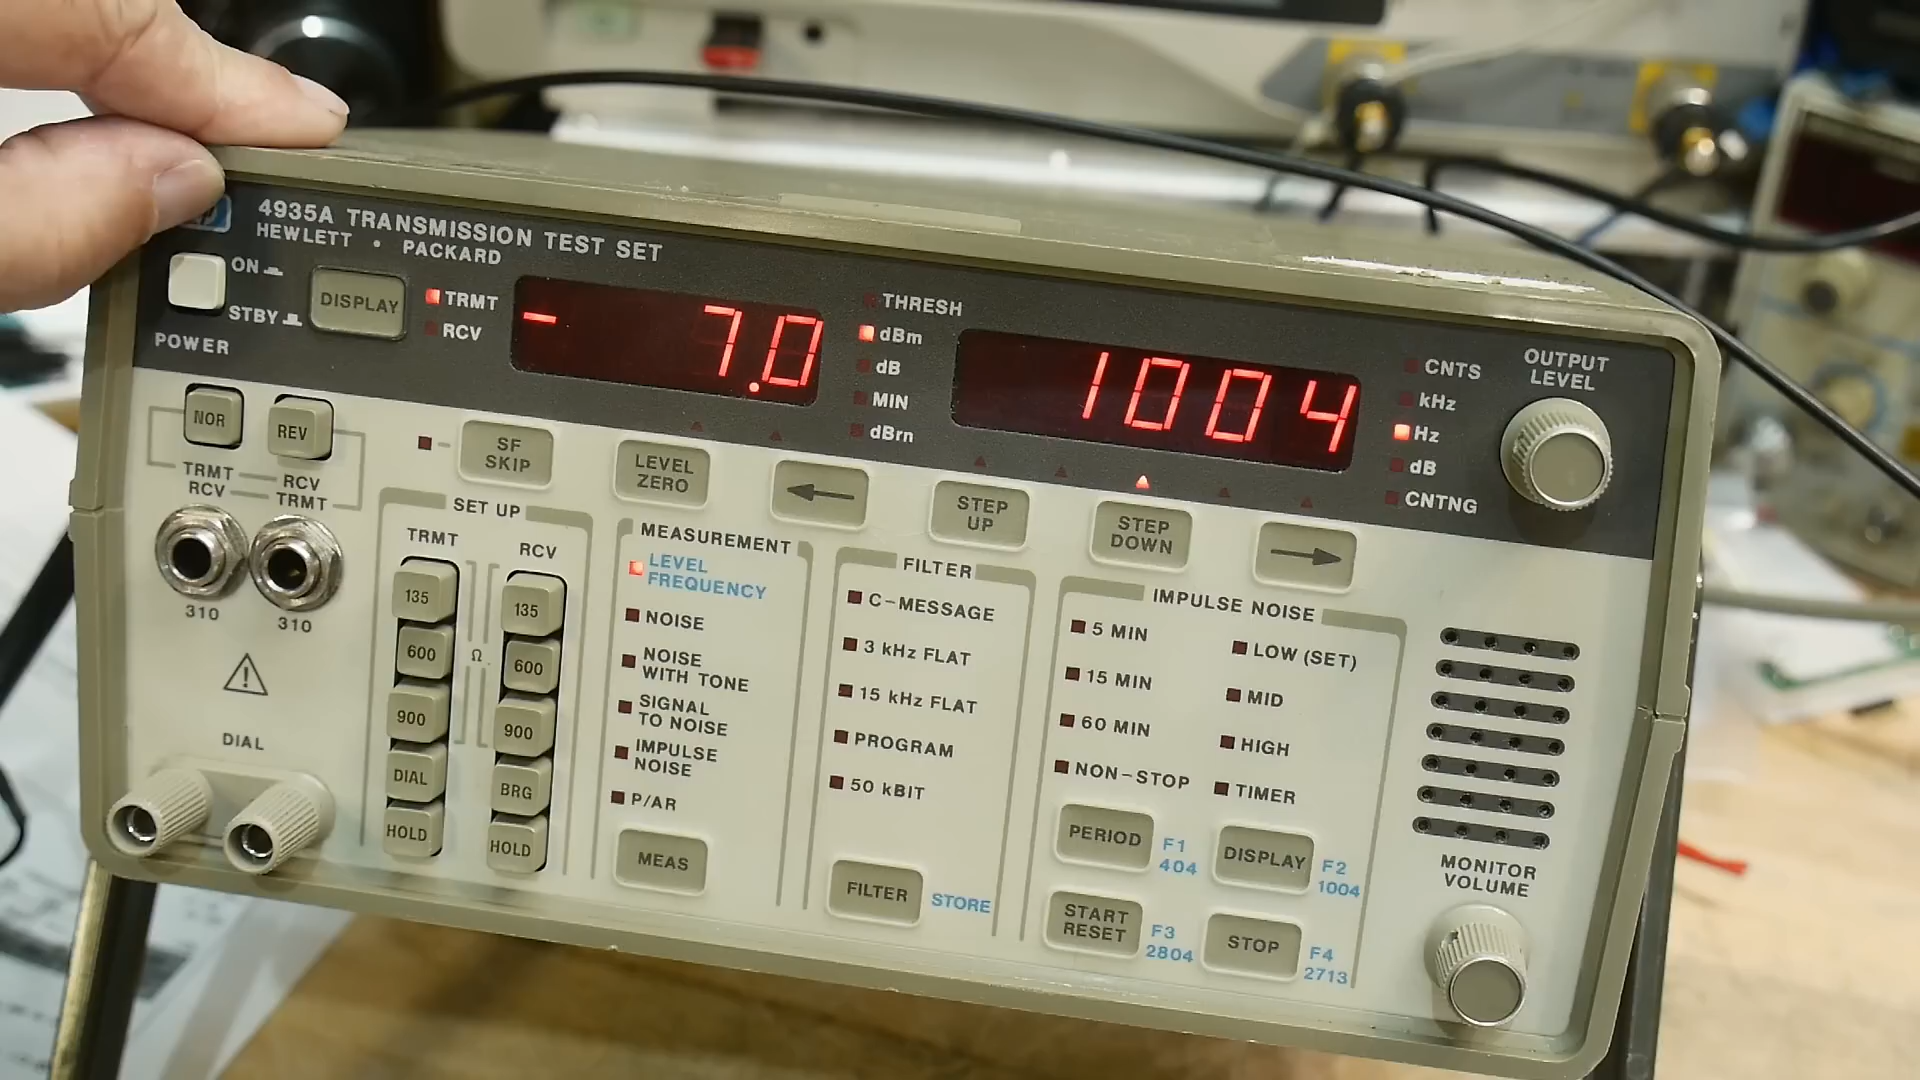 hp
4935A TRANSMISSION TEST SET
HEWLETT • PACKARD
ON
STBY
POWER
DISPLAY
TRMT
RCV
- 7.0
THRESH
dBm
dB
MIN
dBrn
1004
CNTS
kHz
Hz
dB
CNTNG
OUTPUT
LEVEL
NOR
REV
TRMT
RCV
RCV
TRMT
310
310
DIAL
SF
SKIP
LEVEL
ZERO
←
STEP
UP
STEP
DOWN
→
SET UP
TRMT
RCV
135
600
900
DIAL
HOLD
Ω
135
600
900
BRG
HOLD
MEASUREMENT
LEVEL
FREQUENCY
NOISE
NOISE
WITH TONE
SIGNAL
TO NOISE
IMPULSE
NOISE
P/AR
MEAS
FILTER
C-MESSAGE
3 kHz FLAT
15 kHz FLAT
PROGRAM
50 kBIT
FILTER
STORE
IMPULSE NOISE
5 MIN
15 MIN
60 MIN
NON-STOP
LOW (SET)
MID
HIGH
TIMER
PERIOD
F1
404
DISPLAY
F2
1004
START
RESET
F3
2804
STOP
F4
2713
MONITOR
VOLUME